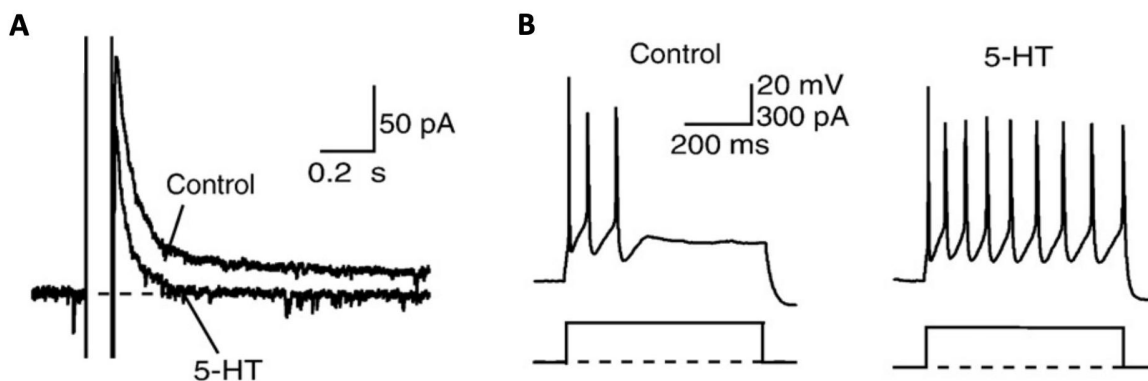 A
50 pA
0.2 s
Control
5-HT
B
Control
20 mV
300 pA
200 ms
5-HT